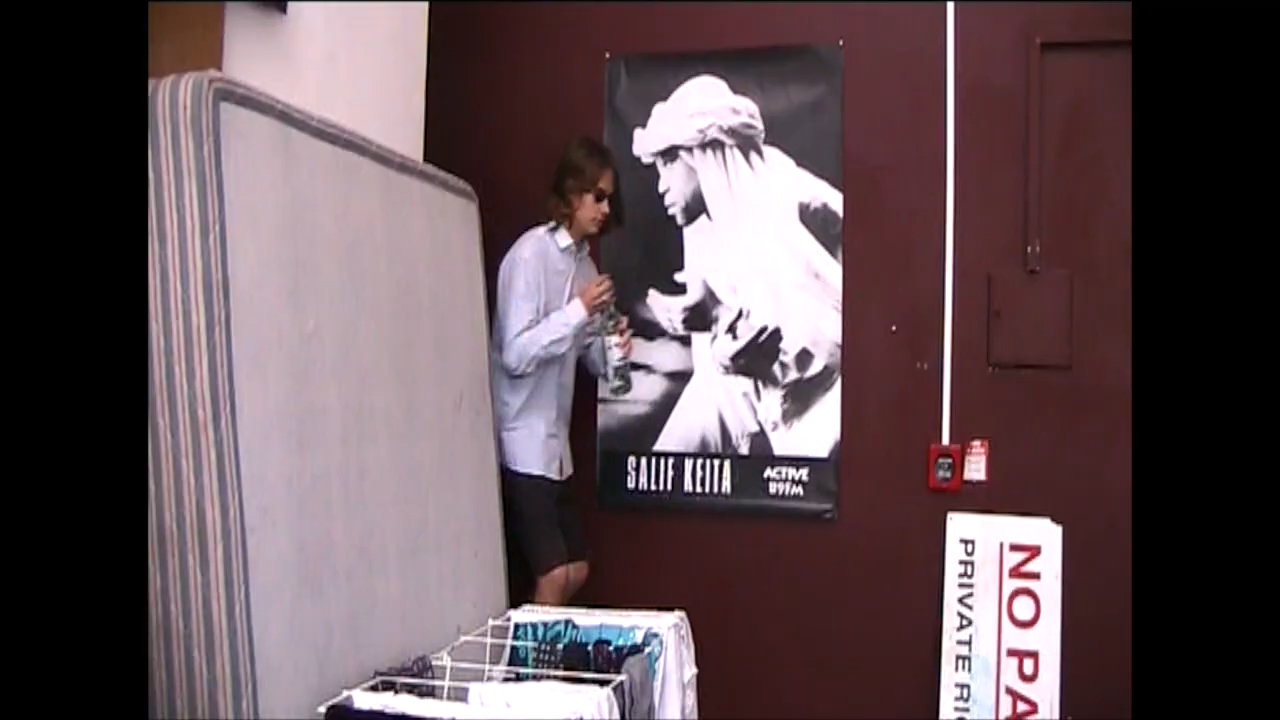 SALIF KEITA
ACTIVE
89FM
NO PA
PRIVATE RI